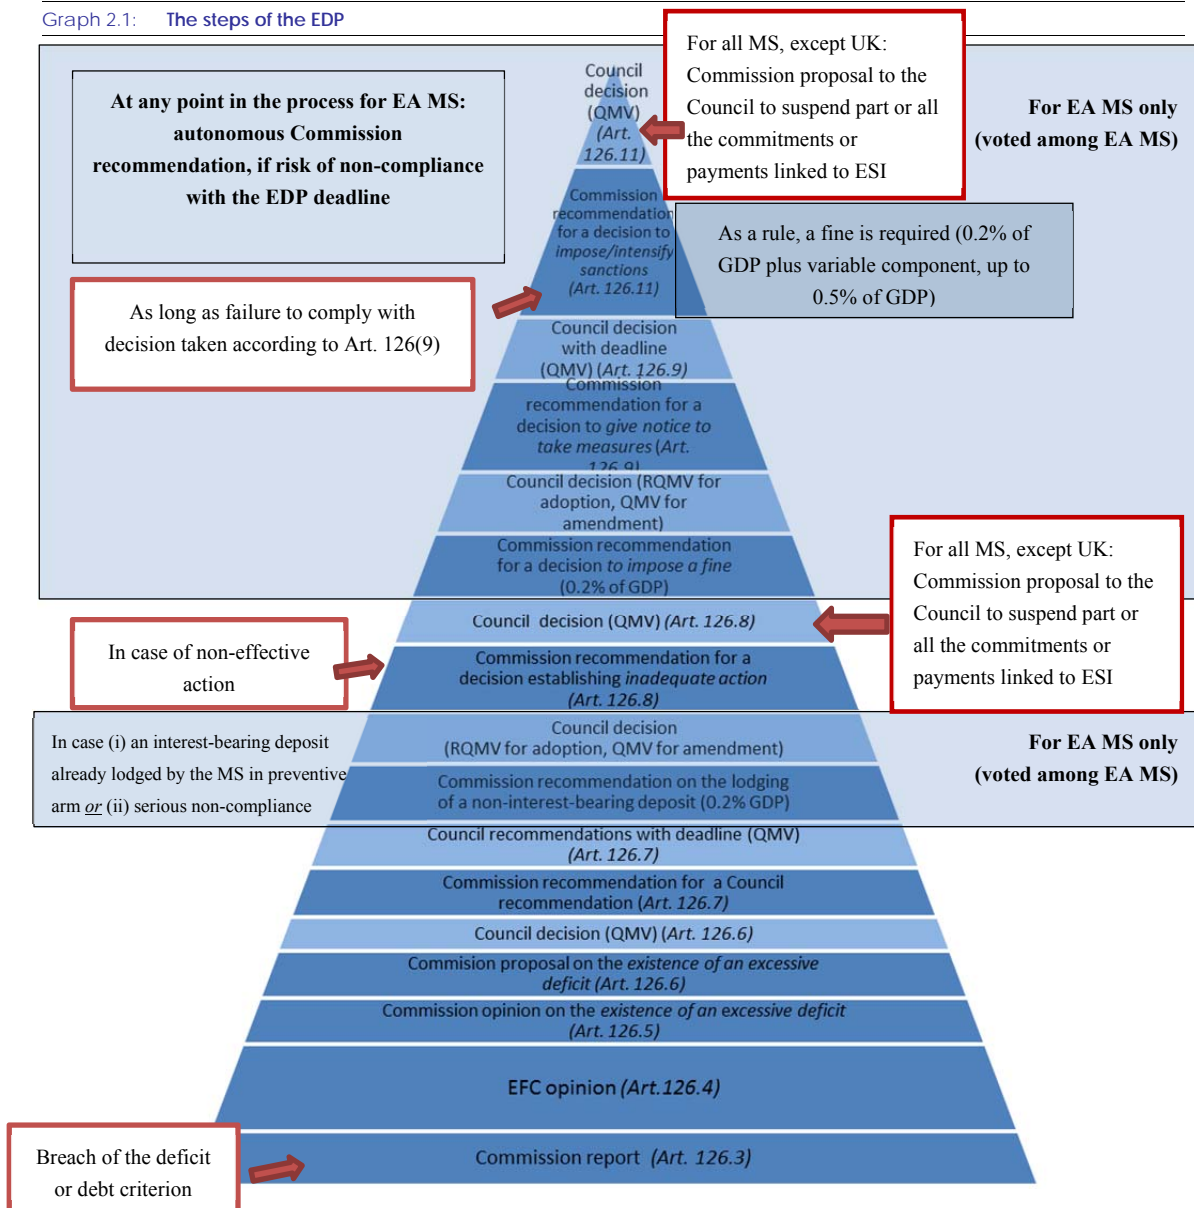 Graph 2.1: The steps of the EDP
At any point in the process for EA MS:
autonomous Commission
recommendation, if risk of non-compliance
with the EDP deadline
Council
decision
(QMV)
(Art.
126.11)
For all MS, except UK:
Commission proposal to the
Council to suspend part or all
the commitments or
payments linked to ESI
For EA MS only
(voted among EA MS)
Commission
recommendation
for a decision to
impose/intensify
sanctions
(Art. 126.11)
As a rule, a fine is required (0.2% of
GDP plus variable component, up to
0.5% of GDP)
As long as failure to comply with
decision taken according to Art. 126(9)
Council decision
with deadline
(QMV) (Art. 126.9)
Commission
recommendation for a
decision to give notice to
take measures (Art.
126.9)
Council decision (RQMV for
adoption, QMV for
amendment)
Commission recommendation
for a decision to impose a fine
(0.2% of GDP)
For all MS, except UK:
Commission proposal to the
Council to suspend part or
all the commitments or
payments linked to ESI
Council decision (QMV) (Art. 126.8)
In case of non-effective
action
Commission recommendation for a
decision establishing inadequate action
(Art. 126.8)
In case (i) an interest-bearing deposit
already lodged by the MS in preventive
arm or (ii) serious non-compliance
Council decision
(RQMV for adoption, QMV for amendment)
For EA MS only
(voted among EA MS)
Commission recommendation on the lodging
of a non-interest-bearing deposit (0.2% GDP)
Council recommendations with deadline (QMV)
(Art. 126.7)
Commission recommendation for a Council
recommendation (Art. 126.7)
Council decision (QMV) (Art. 126.6)
Commision proposal on the existence of an excessive
deficit (Art. 126.6)
Commission opinion on the existence of an excessive deficit
(Art. 126.5)
EFC opinion (Art.126.4)
Breach of the deficit
or debt criterion
Commission report (Art. 126.3)